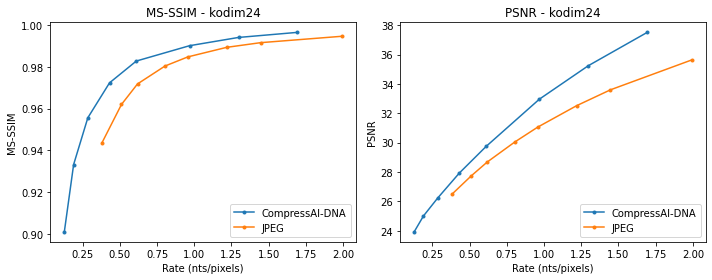 MS-SSIM - kodim24
1.00
0.98
0.96
0.94
0.92
0.90
MS-SSIM
0.25 0.50 0.75 1.00 1.25 1.50 1.75 2.00
Rate (nts/pixels)
CompressAI-DNA
JPEG
PSNR - kodim24
38
36
34
32
30
28
26
24
PSNR
0.25 0.50 0.75 1.00 1.25 1.50 1.75 2.00
Rate (nts/pixels)
CompressAI-DNA
JPEG